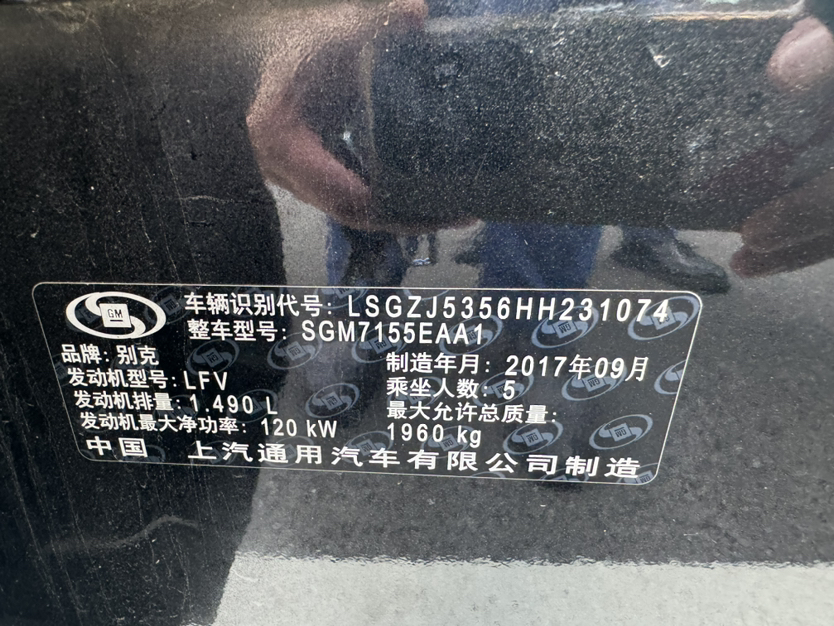 GM
车辆识别代号: LSGZJ5356HH231074
整车型号: SGM7155EAA1
品牌: 别克
制造年月: 2017年09月
发动机型号: LFV
乘坐人数: 5
发动机排量: 1.490 L
最大允许总质量:
发动机最大净功率: 120 kW
1960 kg
中国 上汽通用汽车有限公司制造